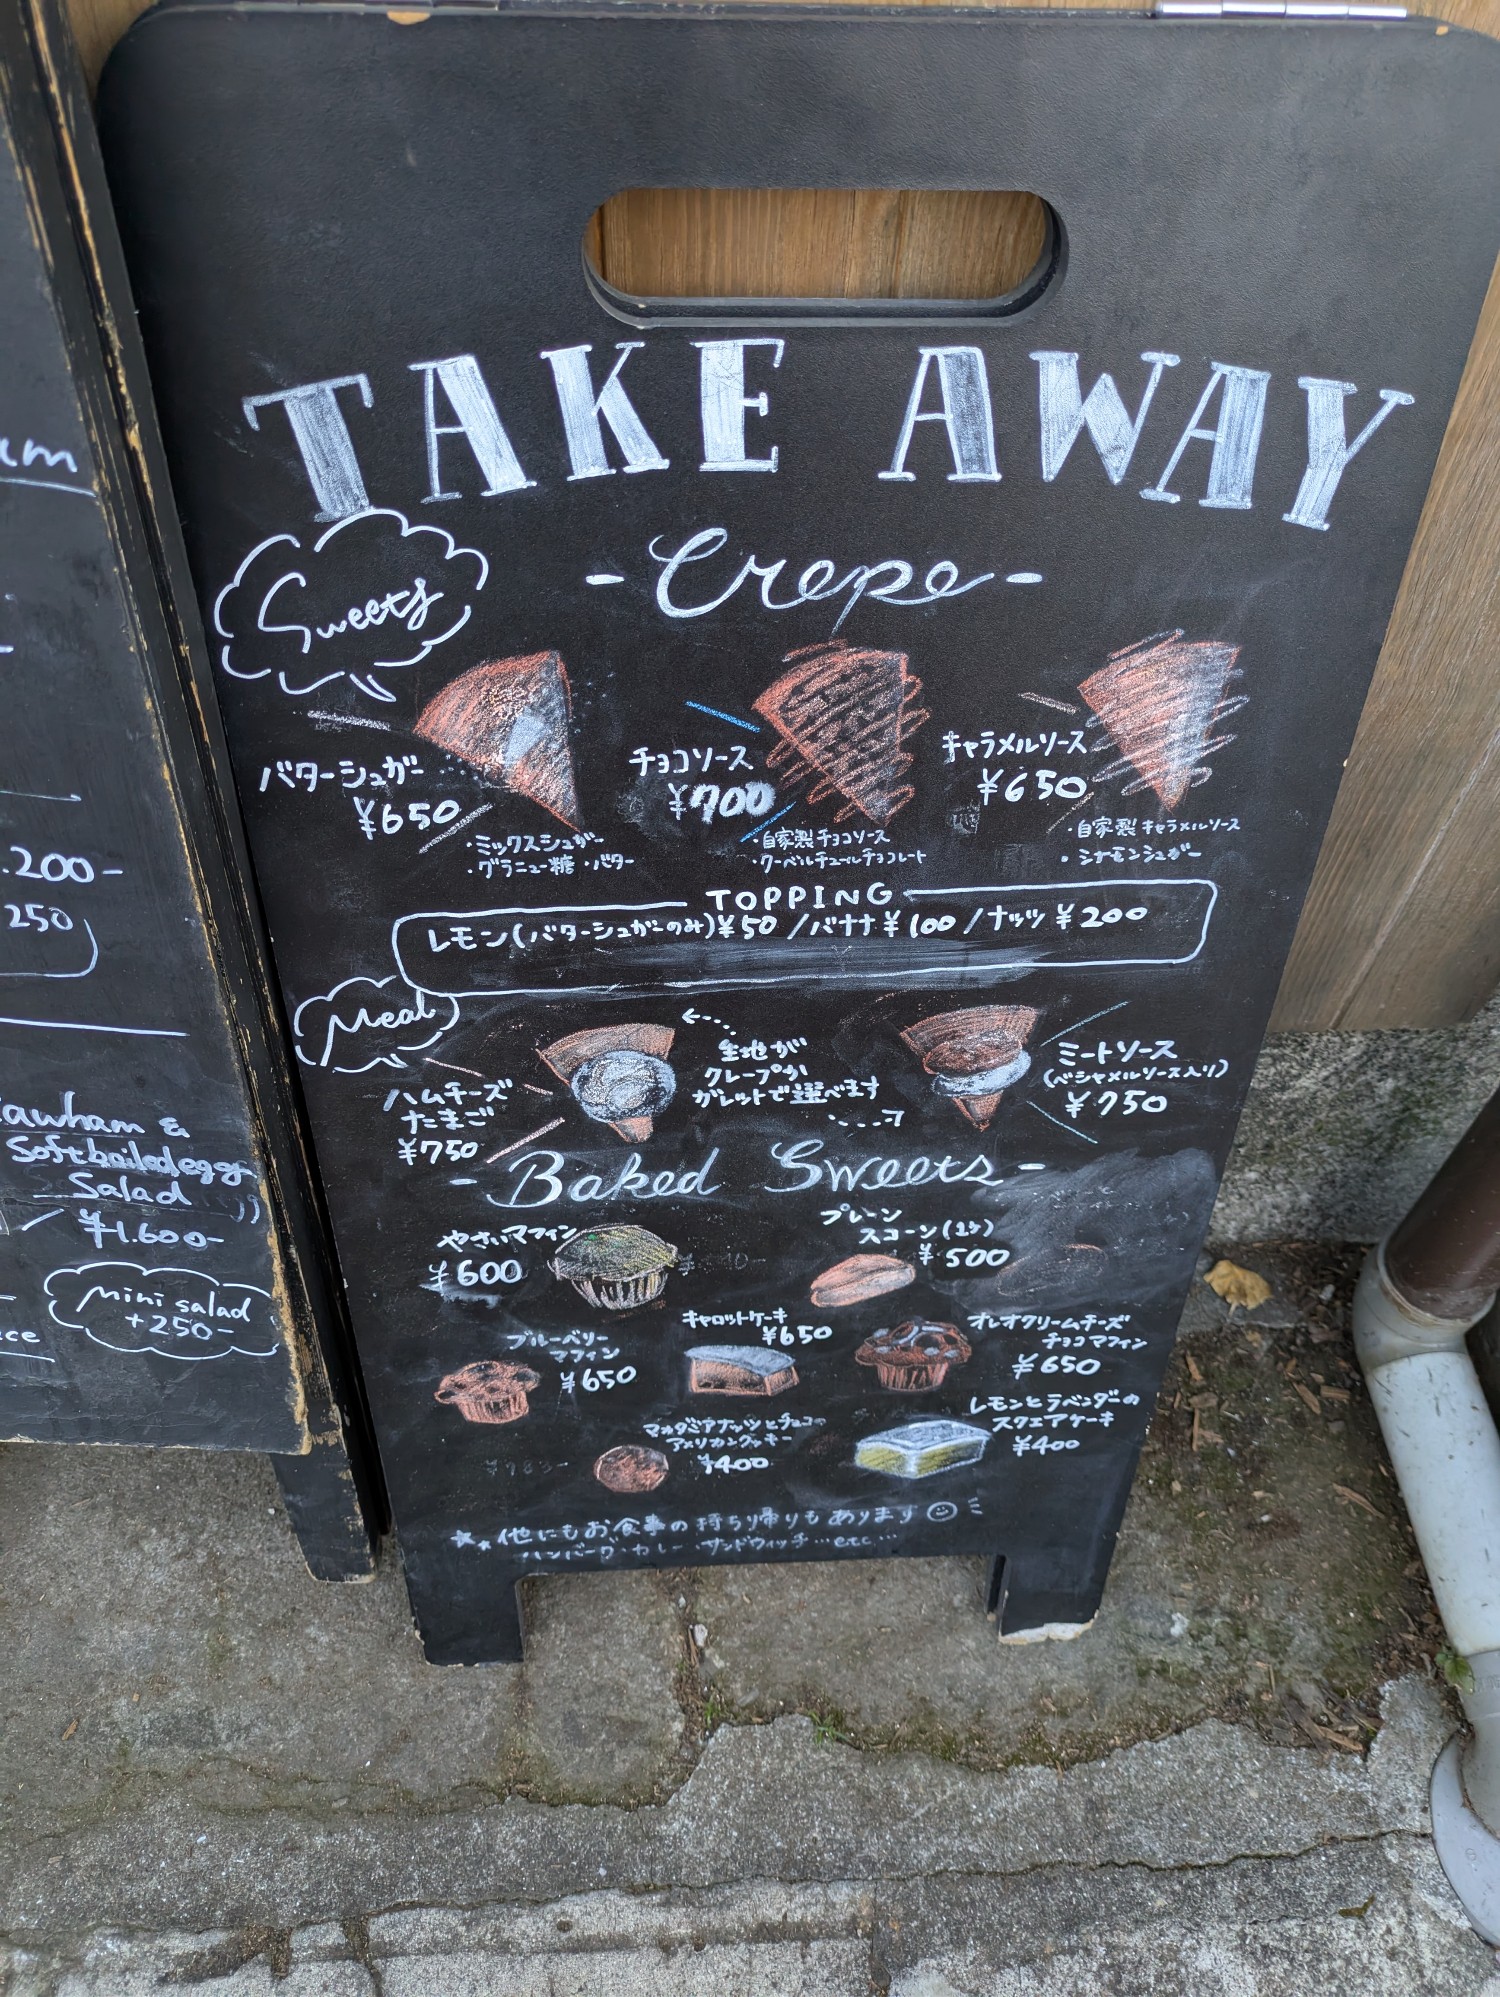 TAKE AWAY
- Crepe -
Sweets
バターシュガー
¥650
・ミックスシュガー
・グラニュー糖・バター
チョコソース
¥700
・自家製チョコソース
・クーベルチュールチョコレート
キャラメルソース
¥650
・自家製キャラメルソース
・シナモンシュガー
TOPPING
レモン(バターシュガーのみ)¥50 /バナナ¥100 /ナッツ¥200
Meal
ハムチーズ
たまご
¥750
生地が
クレープか
ガレットで選べます
ミートソース
(ベシャメルソース入り)
¥750
- Baked Sweets -
やさいマフィン
¥600
プレーン
スコーン(2ケ)
¥500
ブルーベリー
マフィン
¥650
キャロットケーキ
¥650
オレオクリームチーズ
チョコマフィン
¥650
マカダミアナッツとチョコの
アメリカンクッキー
¥400
レモンとラベンダーの
スクエアケーキ
¥400
他にもお食事の持ち帰りもあります
ハンバーグ・カレー・サンドウィッチ…etc…
.200-
250
Softboiledegg
Salad
¥1.600-
mini salad
+250-